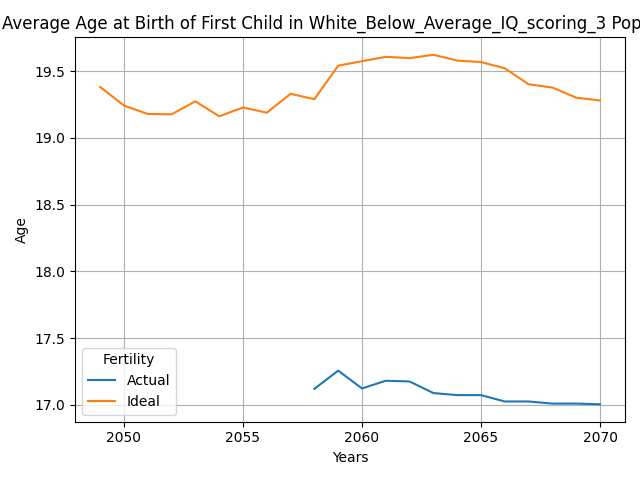 Average Age at Birth of First Child in White_Below_Average_IQ_scoring_3 Pop
19.5
19.0
18.5
18.0
17.5
17.0
Age
Fertility
Actual
Ideal
2050 2055 2060 2065 2070
Years